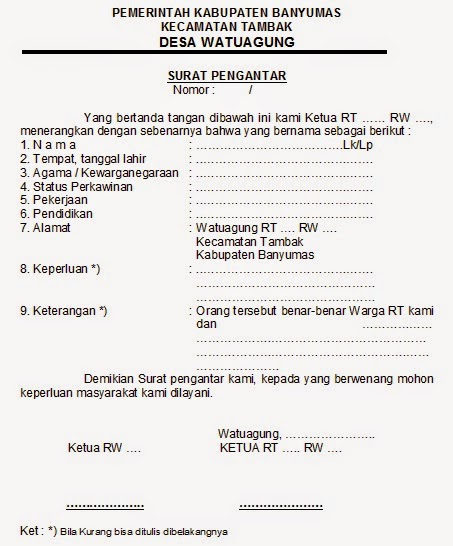 PEMERINTAH KABUPATEN BANYUMAS
KECAMATAN TAMBAK
DESA WATUAGUNG
SURAT PENGANTAR
Nomor : /
Yang bertanda tangan dibawah ini kami Ketua RT …… RW ….,
menerangkan dengan sebenarnya bahwa yang bernama sebagai berikut :
1. N a m a : ……………………………….Lk/Lp
2. Tempat, tanggal lahir : ……………………………………
3. Agama / Kewarganegaraan : ……………………………………
4. Status Perkawinan : ……………………………………
5. Pekerjaan : ……………………………………
6. Pendidikan : ……………………………………
7. Alamat : Watuagung RT …. RW ….
Kecamatan Tambak
Kabupaten Banyumas
8. Keperluan *) : ……………………………………
……………………………………
……………………………………
9. Keterangan *) : Orang tersebut benar-benar Warga RT kami
dan ………………
………………………………………………
………………………………………………
…………………
Demikian Surat pengantar kami, kepada yang berwenang mohon
keperluan masyarakat kami dilayani.
Watuagung, …………………..
Ketua RW …. KETUA RT ….. RW ….
………………… …………………
Ket : *) Bila Kurang bisa ditulis dibelakangnya